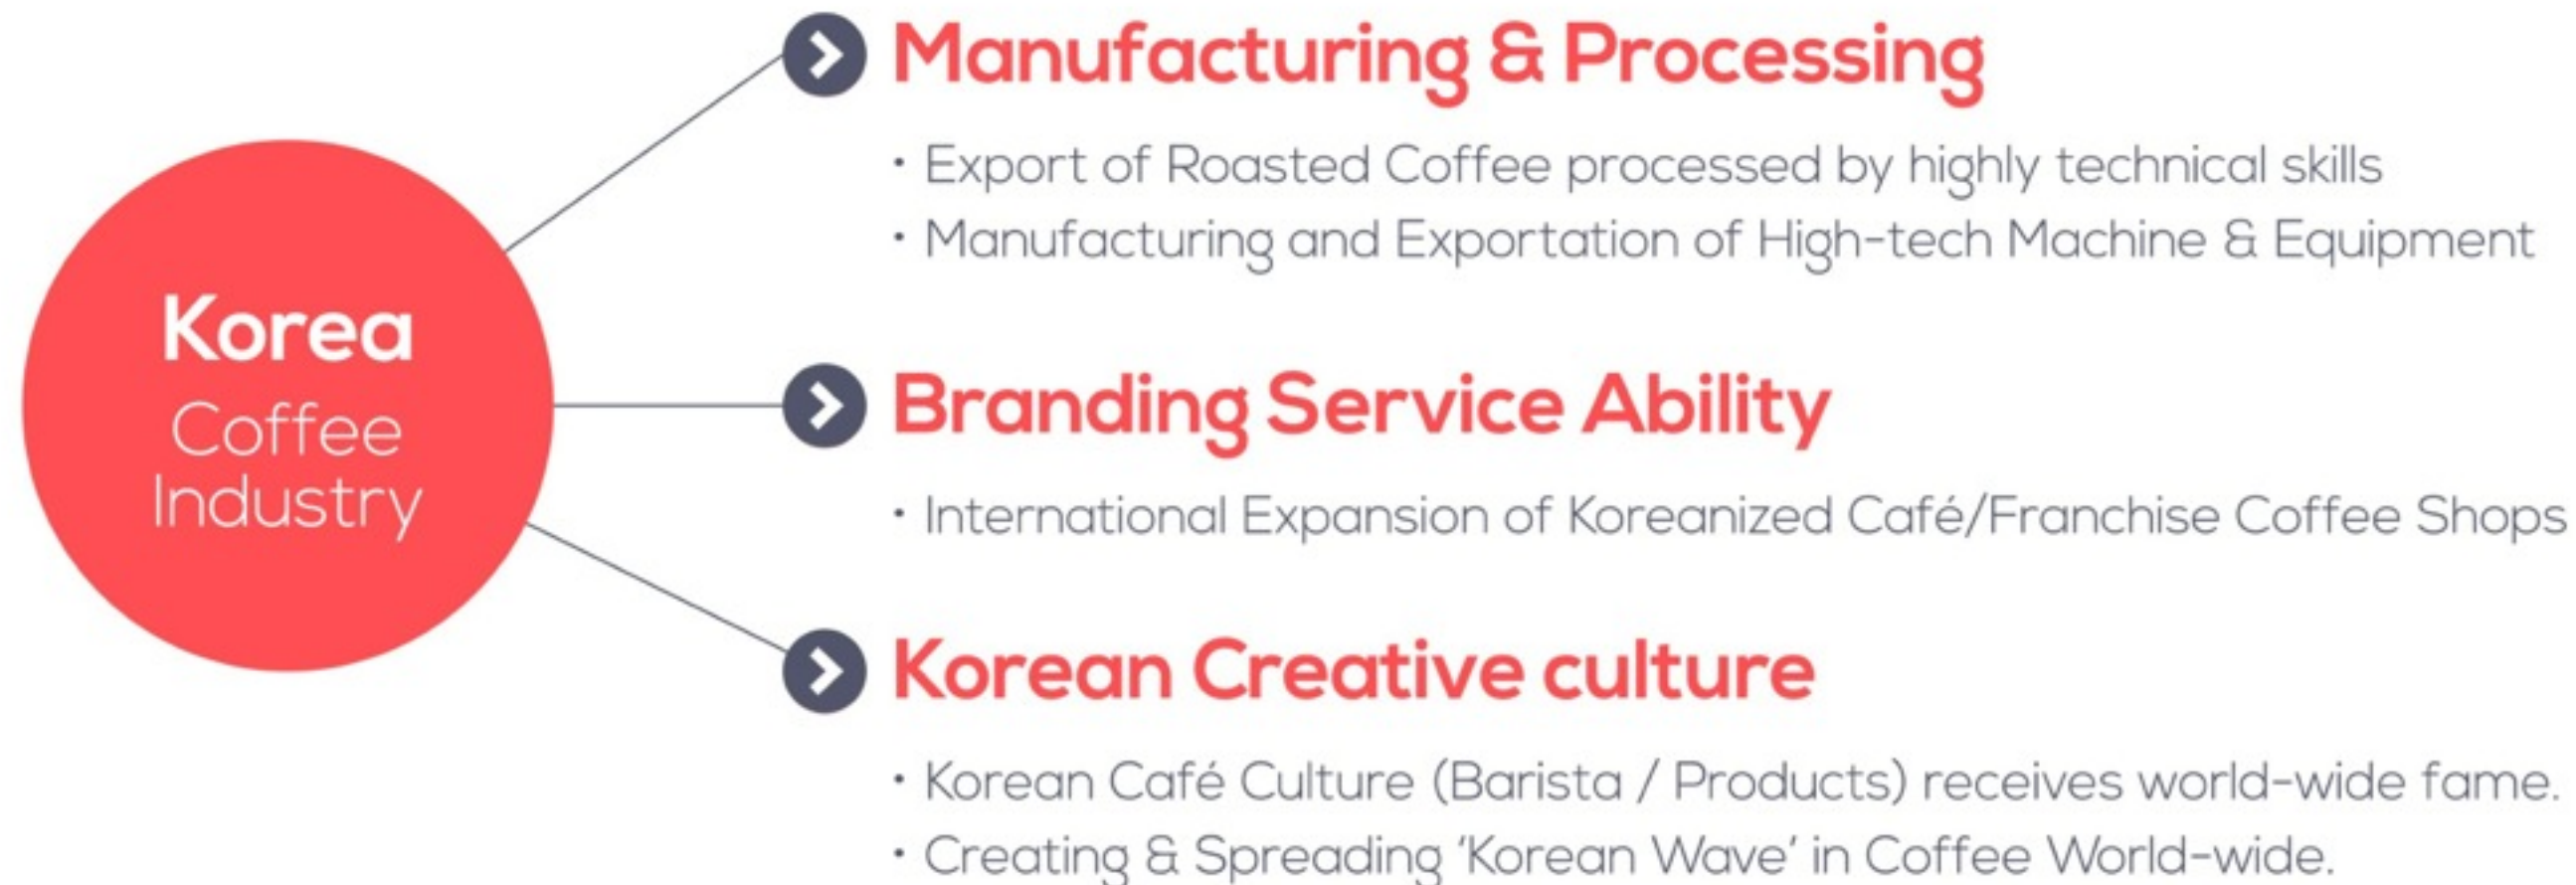 Korea
Coffee
Industry
Manufacturing & Processing
• Export of Roasted Coffee processed by highly technical skills
• Manufacturing and Exportation of High-tech Machine & Equipment
Branding Service Ability
• International Expansion of Koreanized Café/Franchise Coffee Shops
Korean Creative culture
• Korean Café Culture (Barista / Products) receives world-wide fame.
• Creating & Spreading 'Korean Wave' in Coffee World-wide.